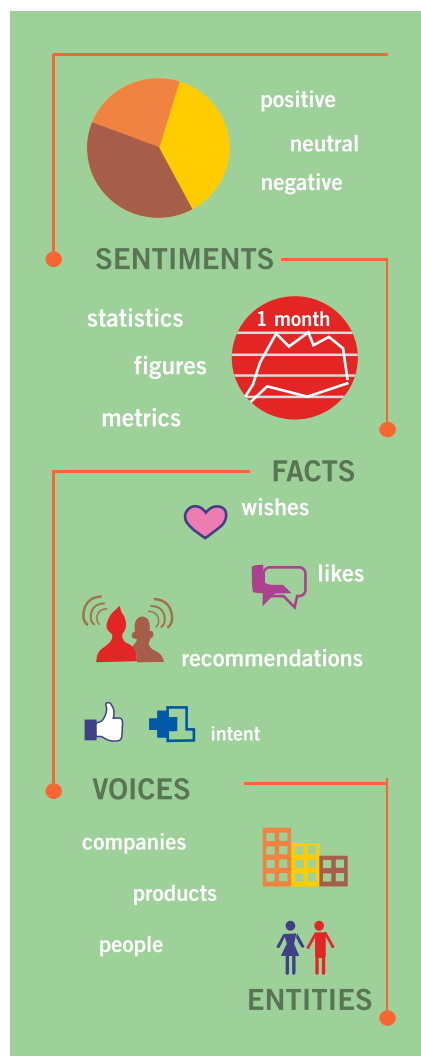 positive
neutral
negative
SENTIMENTS
statistics
1 month
figures
metrics
FACTS
wishes
likes
recommendations
intent
VOICES
companies
products
people
ENTITIES